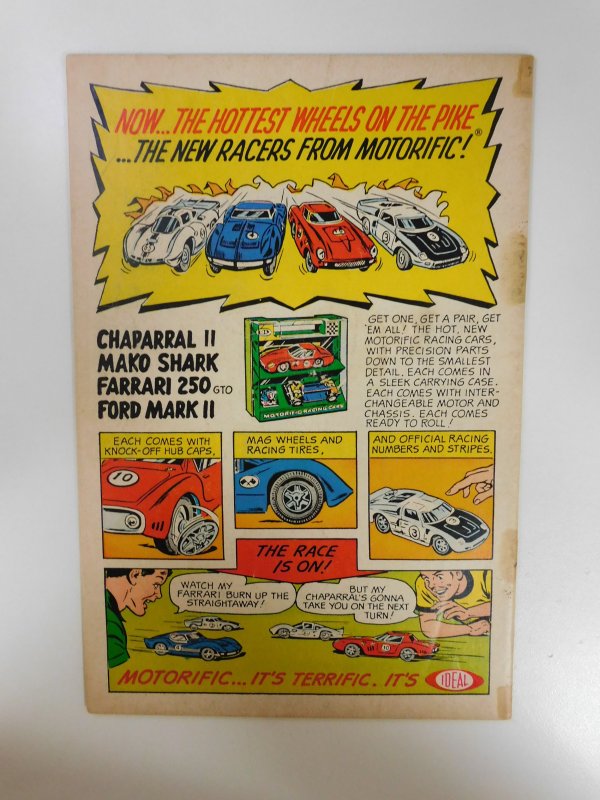 NOW...THE HOTTEST WHEELS ON THE PIKE
...THE NEW RACERS FROM MOTORIFIC!®
CHAPARRAL II
MAKO SHARK
FARRARI 250 GTO
FORD MARK II
MOTORIFIC RACING CARS
GET ONE, GET A PAIR, GET
'EM ALL! THE HOT, NEW
MOTORIFIC RACING CARS,
WITH PRECISION PARTS
DOWN TO THE SMALLEST
DETAIL. EACH COMES IN
A SLEEK CARRYING CASE.
EACH COMES WITH INTER-
CHANGEABLE MOTOR AND
CHASSIS. EACH COMES
READY TO ROLL!
EACH COMES WITH
KNOCK-OFF HUB CAPS,
10
MAG WHEELS AND
RACING TIRES,
AND OFFICIAL RACING
NUMBERS AND STRIPES.
3
THE RACE
IS ON!
WATCH MY
FARRARI BURN UP THE
STRAIGHTAWAY!
BUT MY
CHAPARRAL'S GONNA
TAKE YOU ON THE NEXT
TURN!
10
MOTORIFIC... IT'S TERRIFIC. IT'S IDEAL